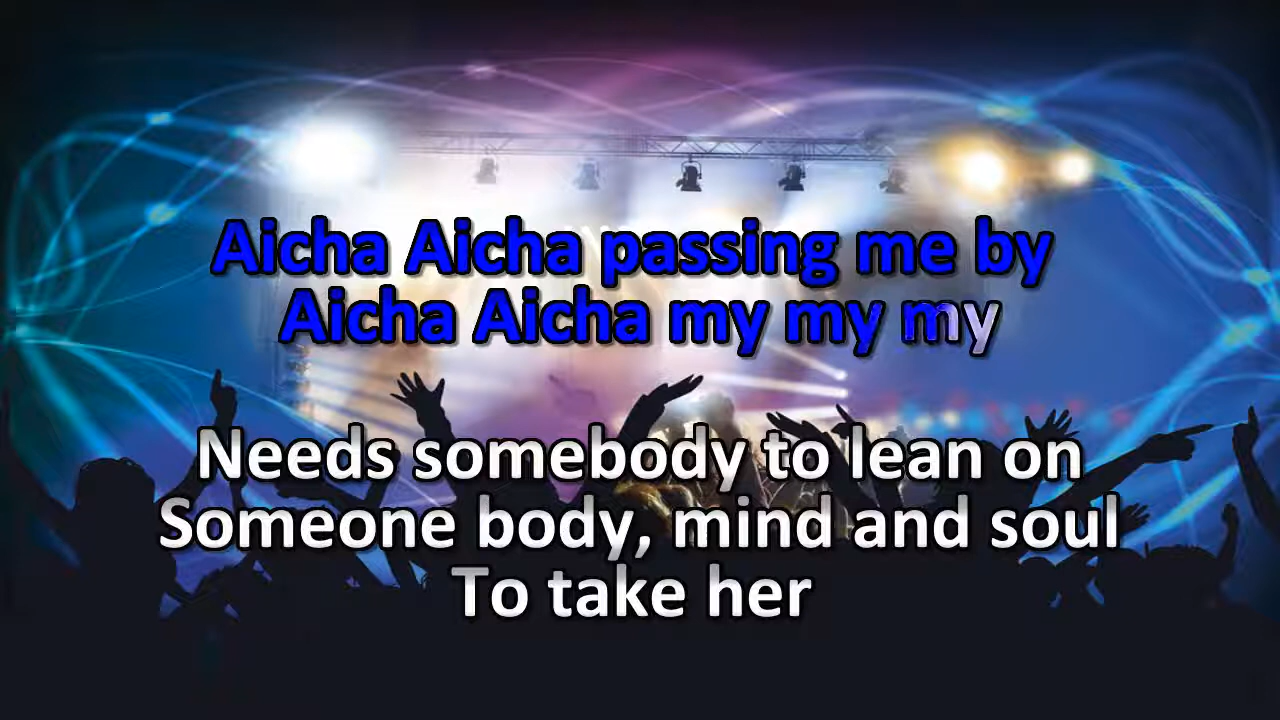 Aicha Aicha passing me by
Aicha Aicha my my my
Needs somebody to lean on
Someone body, mind and soul
To take her